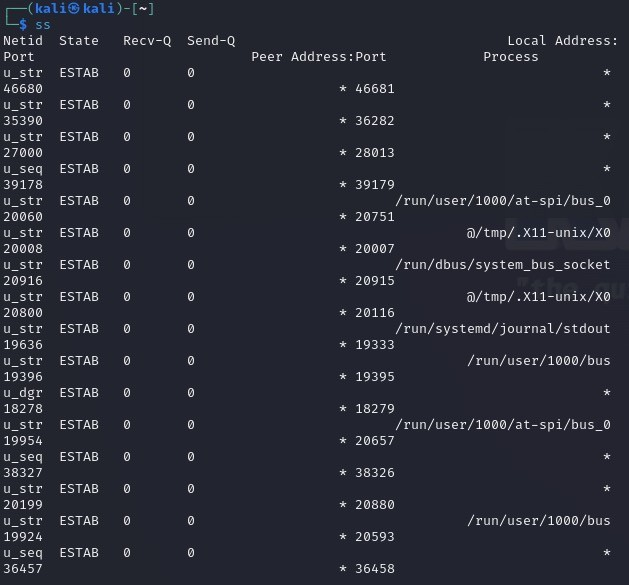 ┌──(kali㉿kali)-[~]
└─$ ss
Netid State Recv-Q Send-Q Local Address:
Port Peer Address:Port Process
u_str ESTAB 0 0 *
46680 * 46681
u_str ESTAB 0 0 *
35390 * 36282
u_str ESTAB 0 0 *
27000 * 28013
u_seq ESTAB 0 0 *
39178 * 39179
u_str ESTAB 0 0 /run/user/1000/at-spi/bus_0
20060 * 20751
u_str ESTAB 0 0 @/tmp/.X11-unix/X0
20008 * 20007
u_str ESTAB 0 0 /run/dbus/system_bus_socket
20916 * 20915
u_str ESTAB 0 0 @/tmp/.X11-unix/X0
20800 * 20116
u_str ESTAB 0 0 /run/systemd/journal/stdout
19636 * 19333
u_str ESTAB 0 0 /run/user/1000/bus
19396 * 19395
u_dgr ESTAB 0 0 *
18278 * 18279
u_str ESTAB 0 0 /run/user/1000/at-spi/bus_0
19954 * 20657
u_seq ESTAB 0 0 *
38327 * 38326
u_str ESTAB 0 0 *
20199 * 20880
u_str ESTAB 0 0 /run/user/1000/bus
19924 * 20593
u_seq ESTAB 0 0 *
36457 * 36458